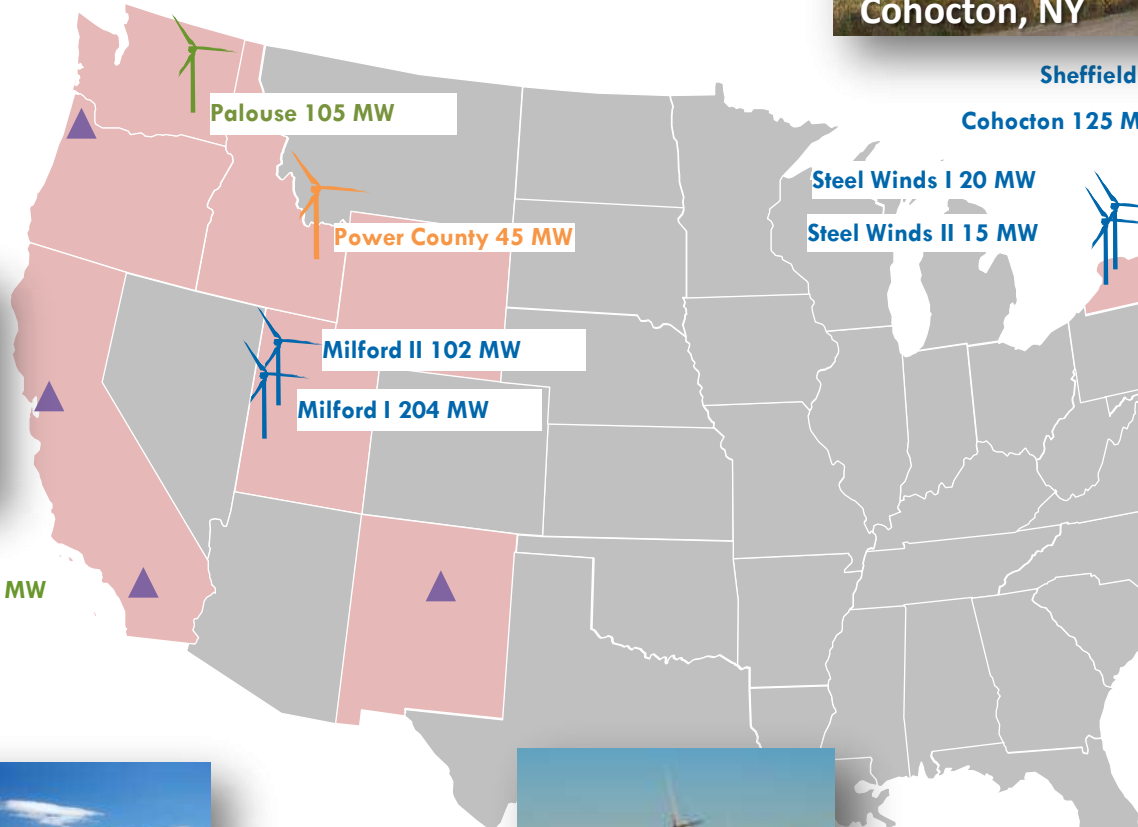 Cohocton, NY
Sheffield
Cohocton 125 M
Palouse 105 MW
Steel Winds I 20 MW
Steel Winds II 15 MW
Power County 45 MW
Milford II 102 MW
Milford I 204 MW
MW